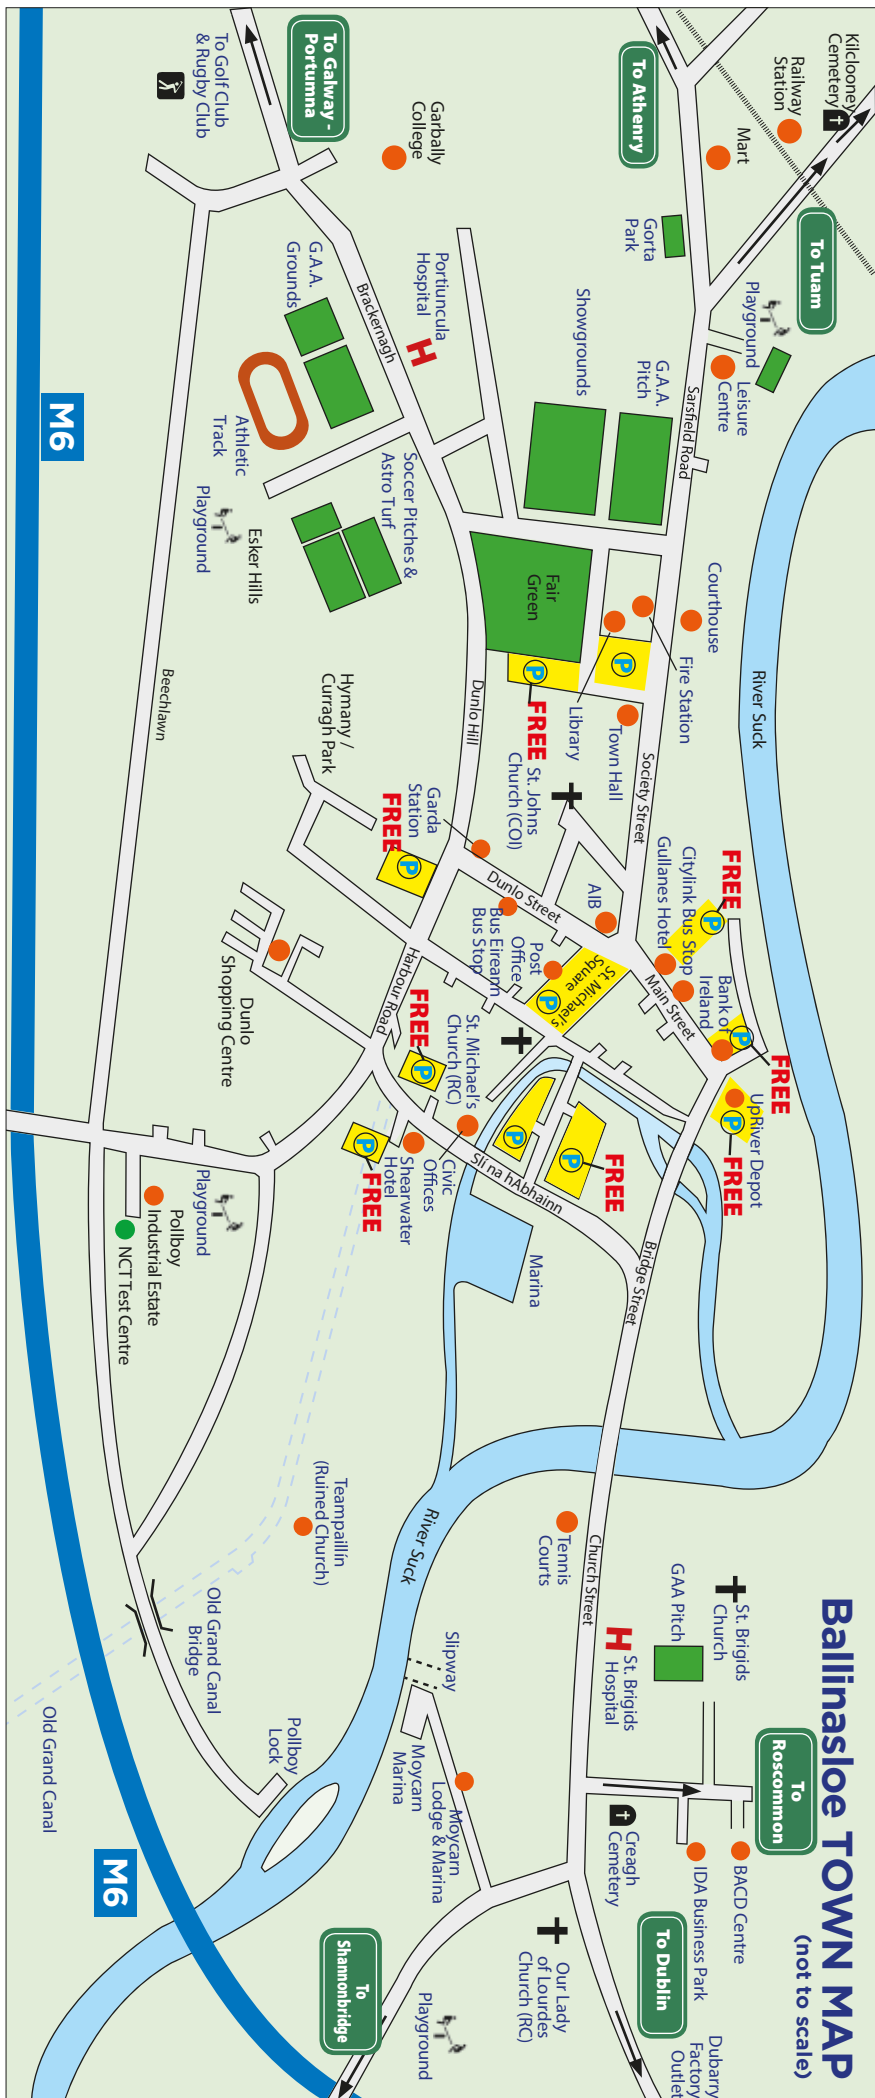 Ballinasloe TOWN MAP
(not to scale)
Kilclooney
Cemetery
Railway
Station
Mart
To Athenry
To Tuam
To Galway -
Portumna
To Golf Club
& Rugby Club
Garbally
College
Gorta
Park
Playground
Leisure
Centre
Portiuncula
Hospital
H
G.A.A.
Grounds
Brackernagh
Showgrounds
G.A.A.
Pitch
Sarsfield Road
Athletic
Track
M6
Soccer Pitches &
Astro Turf
Playground
Esker Hills
Fair
Green
Courthouse
Fire Station
River Suck
Library
Town Hall
P
P
FREE
Beechlawn
Dunlo Hill
Hymany /
Curragh Park
Society Street
St. Johns
Church (COI)
Garda
Station
FREE
P
Dunlo Street
AIB
Gullanes Hotel
Citylink Bus Stop
FREE
P
Bus Eireann
Bus Stop
Post
Office
St. Michael's
Square
P
Main Street
Bank of
Ireland
P
FREE
UpRiver Depot
P
FREE
Dunlo
Shopping Centre
Harbour Road
FREE
P
St. Michael's
Church (RC)
P
P
FREE
Civic
Offices
Shearwater
Hotel
P
FREE
Slí na hAbhainn
Marina
Bridge Street
Playground
Pollboy
Industrial Estate
NCT Test Centre
Teampaillín
(Ruined Church)
River Suck
Tennis
Courts
Church Street
GAA Pitch
St. Brigids
Church
H
St. Brigids
Hospital
Old Grand Canal
Bridge
Old Grand Canal
Pollboy
Lock
Slipway
Moycarn
Marina
Moycarn
Lodge & Marina
To
Roscommon
Creagh
Cemetery
IDA Business Park
BACD Centre
M6
To Dublin
Our Lady
of Lourdes
Church (RC)
To
Shannonbridge
Playground
Dubarry
Factory
Outlet